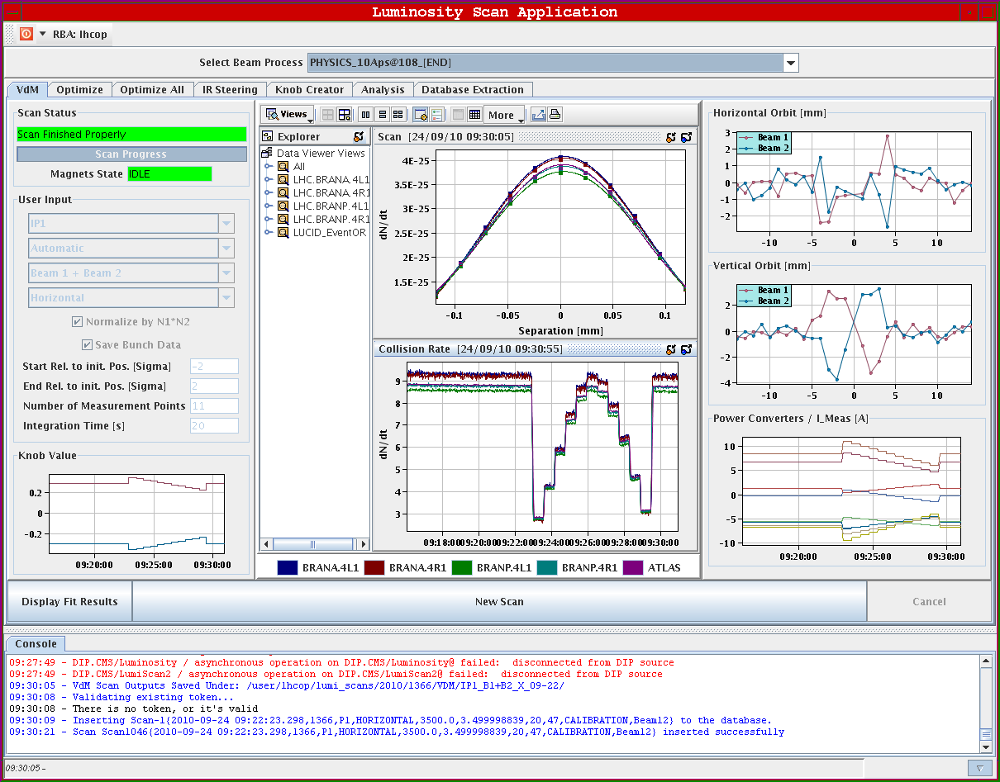 Luminosity Scan Application
RBA: lhcop
Select Beam Process PHYSICS_10Aps@108_[END]
VdM Optimize Optimize All IR Steering Knob Creator Analysis Database Extraction
Scan Status
Scan Finished Properly
Scan Progress
Magnets State IDLE
User Input
IP1
Automatic
Beam 1 + Beam 2
Horizontal
Normalize by N1*N2
Save Bunch Data
Start Rel. to init. Pos. [Sigma] -2
End Rel. to init. Pos. [Sigma] 2
Number of Measurement Points 11
Integration Time [s] 20
Knob Value
0.2
0
-0.2
09:20:00 09:25:00 09:30:00
Views More
Explorer
Data Viewer Views
All
LHC.BRANA.4L1
LHC.BRANA.4R1
LHC.BRANP.4L1
LHC.BRANP.4R1
LUCID_EventOR
Scan [24/09/10 09:30:05]
dN/dt
4E-25
3.5E-25
3E-25
2.5E-25
2E-25
1.5E-25
-0.1 -0.05 0 0.05 0.1
Separation [mm]
Collision Rate [24/09/10 09:30:55]
dN/dt
9
8
7
6
5
4
3
09:18:00 09:20:00 09:22:00 09:24:00 09:26:00 09:28:00 09:30:00
BRANA.4L1 BRANA.4R1 BRANP.4L1 BRANP.4R1 ATLAS
Horizontal Orbit [mm]
Beam 1
Beam 2
3
2
1
0
-1
-2
-10 -5 0 5 10
Vertical Orbit [mm]
Beam 1
Beam 2
2
0
-2
-4
-10 -5 0 5 10
Power Converters / I_Meas [A]
10
5
0
-5
-10
09:20:00 09:25:00 09:30:00
Display Fit Results New Scan Cancel
Console
09:27:49 - DIP.CMS/Luminosity / asynchronous operation on DIP.CMS/Luminosity@ failed: disconnected from DIP source
09:27:49 - DIP.CMS/LumiScan2 / asynchronous operation on DIP.CMS/LumiScan2@ failed: disconnected from DIP source
09:30:05 - VdM Scan Outputs Saved Under: /user/lhcop/lumi_scans/2010/1366/VDM/IP1_B1+B2_X_09-22/
09:30:08 - Validating existing token...
09:30:08 - There is no token, or it's valid
09:30:09 - Inserting Scan-1{2010-09-24 09:22:23.298,1366,P1,HORIZONTAL,3500.0,3.499998839,20,47,CALIBRATION,Beam12} to the database.
09:30:21 - Scan Scan1046{2010-09-24 09:22:23.298,1366,P1,HORIZONTAL,3500.0,3.499998839,20,47,CALIBRATION,Beam12} inserted successfully
09:30:05 -